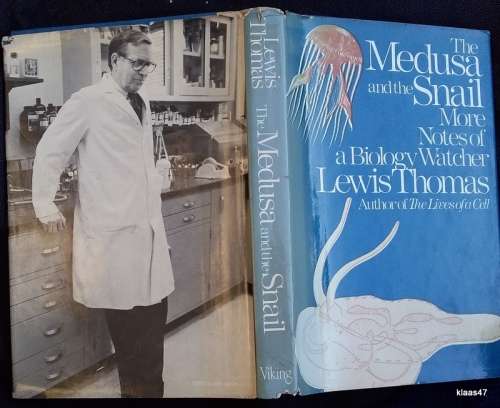 Lewis
Thomas
The Medusa and the Snail
Viking
The
Medusa
and the Snail
More
Notes of
a Biology Watcher
Lewis Thomas
Author of The Lives of a Cell
klaas47